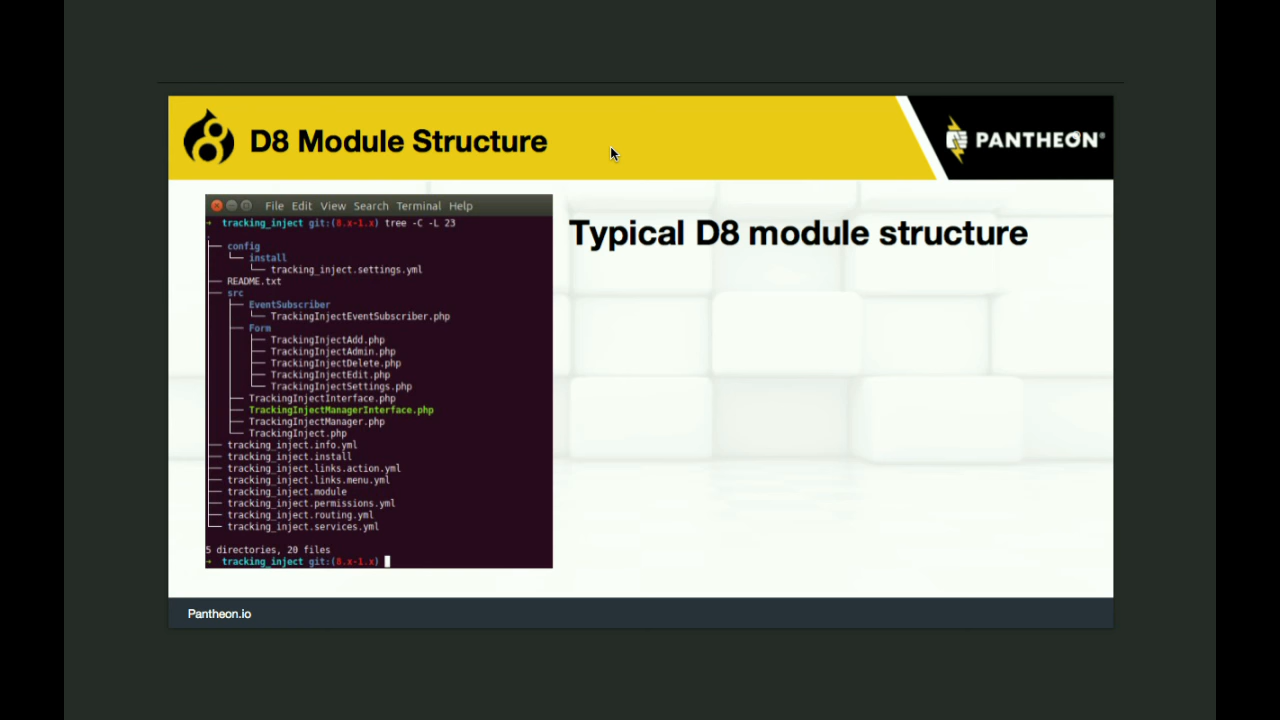 D8 Module Structure
PANTHEON®
File Edit View Search Terminal Help
→ tracking_inject git:(8.x-1.x) tree -C -L 23
.
├── config
│   └── install
│       └── tracking_inject.settings.yml
├── README.txt
├── src
│   ├── EventSubscriber
│   │   └── TrackingInjectEventSubscriber.php
│   ├── Form
│   │   ├── TrackingInjectAdd.php
│   │   ├── TrackingInjectAdmin.php
│   │   ├── TrackingInjectDelete.php
│   │   ├── TrackingInjectEdit.php
│   │   └── TrackingInjectSettings.php
│   ├── TrackingInjectInterface.php
│   ├── TrackingInjectManagerInterface.php
│   ├── TrackingInjectManager.php
│   └── TrackingInject.php
├── tracking_inject.info.yml
├── tracking_inject.install
├── tracking_inject.links.action.yml
├── tracking_inject.links.menu.yml
├── tracking_inject.module
├── tracking_inject.permissions.yml
├── tracking_inject.routing.yml
└── tracking_inject.services.yml
5 directories, 20 files
→ tracking_inject git:(8.x-1.x)
Typical D8 module structure
Pantheon.io